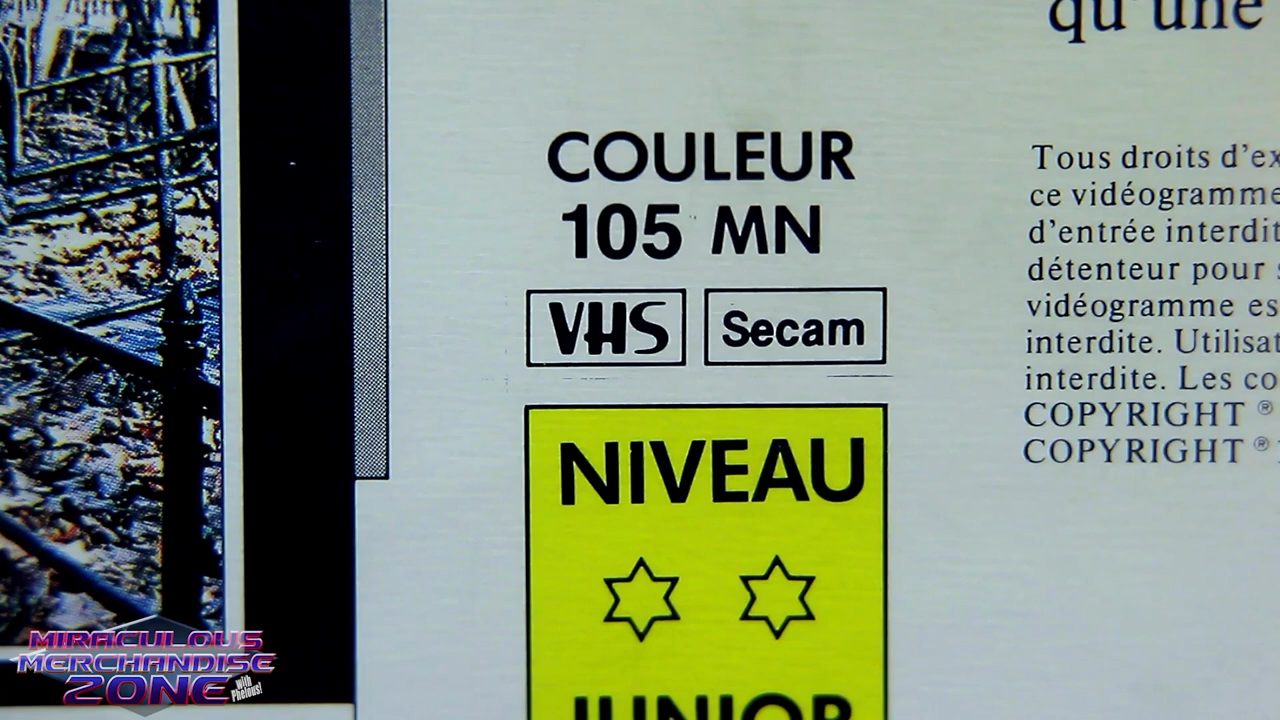 qu'une
COULEUR
105 MN
VHS Secam
NIVEAU
JUNIOR
Tous droits d'ex
ce vidéogramme
d'entrée interdit
détenteur pour
vidéogramme es
interdite. Utilisat
interdite. Les co
COPYRIGHT ®
COPYRIGHT ®
MIRACULOUS
MERCHANDISE
ZONE
with
Phelous!